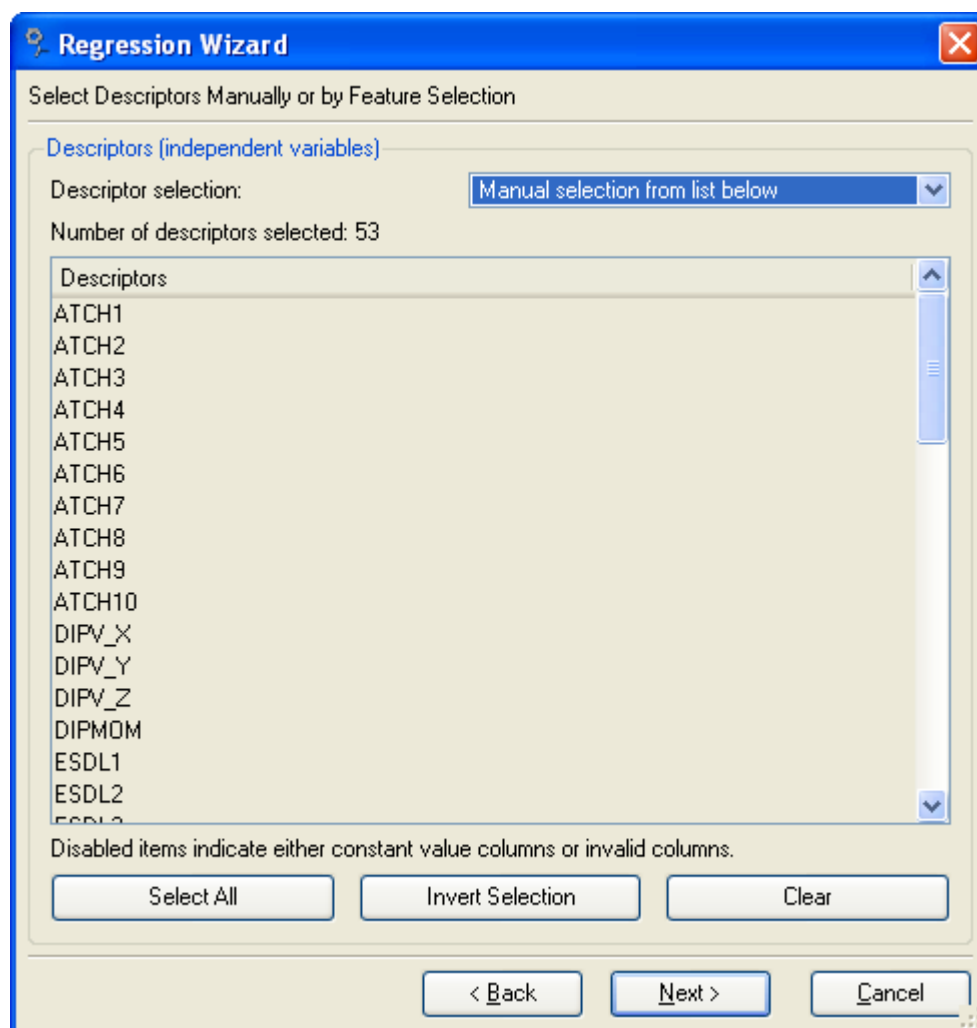 Regression Wizard
Select Descriptors Manually or by Feature Selection
Descriptors (independent variables)
Descriptor selection: Manual selection from list below
Number of descriptors selected: 53
Descriptors
ATCH1
ATCH2
ATCH3
ATCH4
ATCH5
ATCH6
ATCH7
ATCH8
ATCH9
ATCH10
DIPV_X
DIPV_Y
DIPV_Z
DIPMOM
ESDL1
ESDL2
Disabled items indicate either constant value columns or invalid columns.
Select All Invert Selection Clear
< Back Next > Cancel